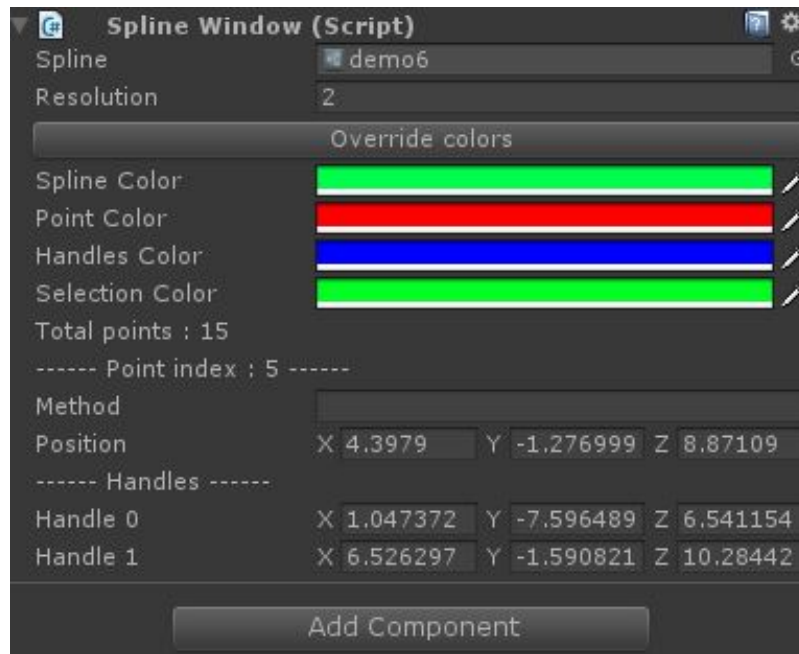 Spline Window (Script)
Spline demo6
Resolution 2
Override colors
Spline Color
Point Color
Handles Color
Selection Color
Total points : 15
------ Point index : 5 ------
Method
Position X 4.3979 Y -1.276999 Z 8.87109
------ Handles ------
Handle 0 X 1.047372 Y -7.596489 Z 6.541154
Handle 1 X 6.526297 Y -1.590821 Z 10.28442
Add Component